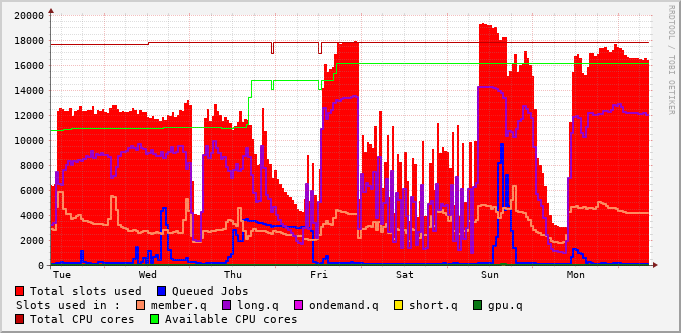 RRDTOOL / TOBI OETIKER
20000
18000
16000
14000
12000
10000
8000
6000
4000
2000
0
Tue Wed Thu Fri Sat Sun Mon
Total slots used Queued Jobs
Slots used in : member.q long.q ondemand.q short.q gpu.q
Total CPU cores Available CPU cores